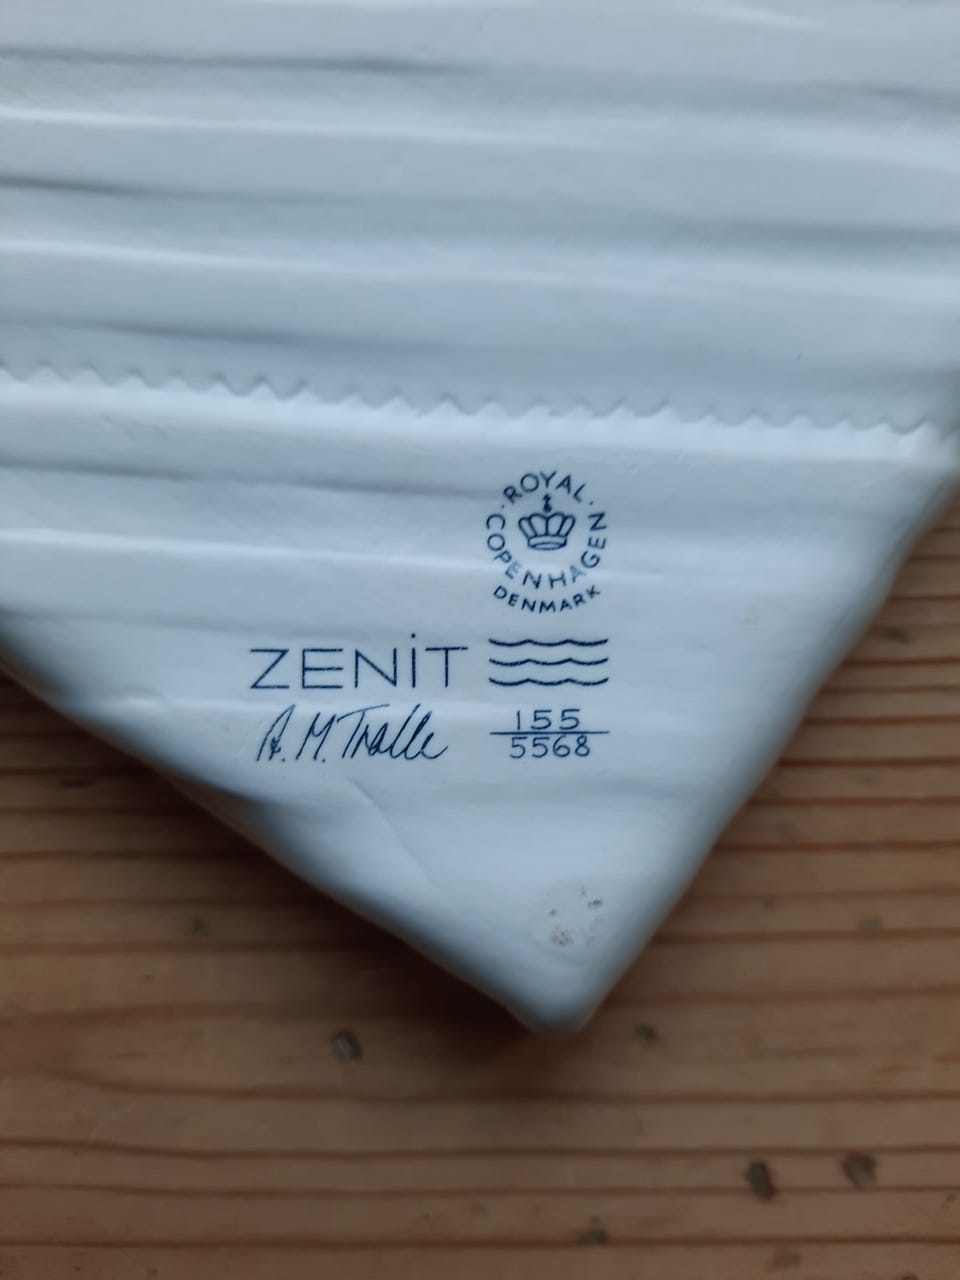 ROYAL
COPENHAGEN
DENMARK
ZENiT
A. M. Trolle
155
5568